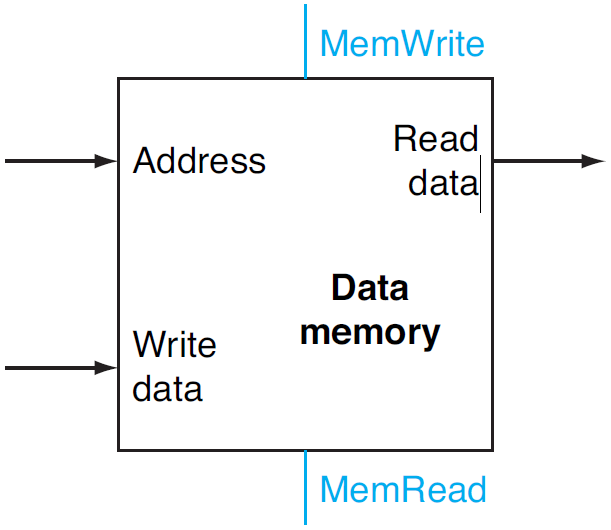 MemWrite
Address
Read
data
Data
memory
Write
data
MemRead